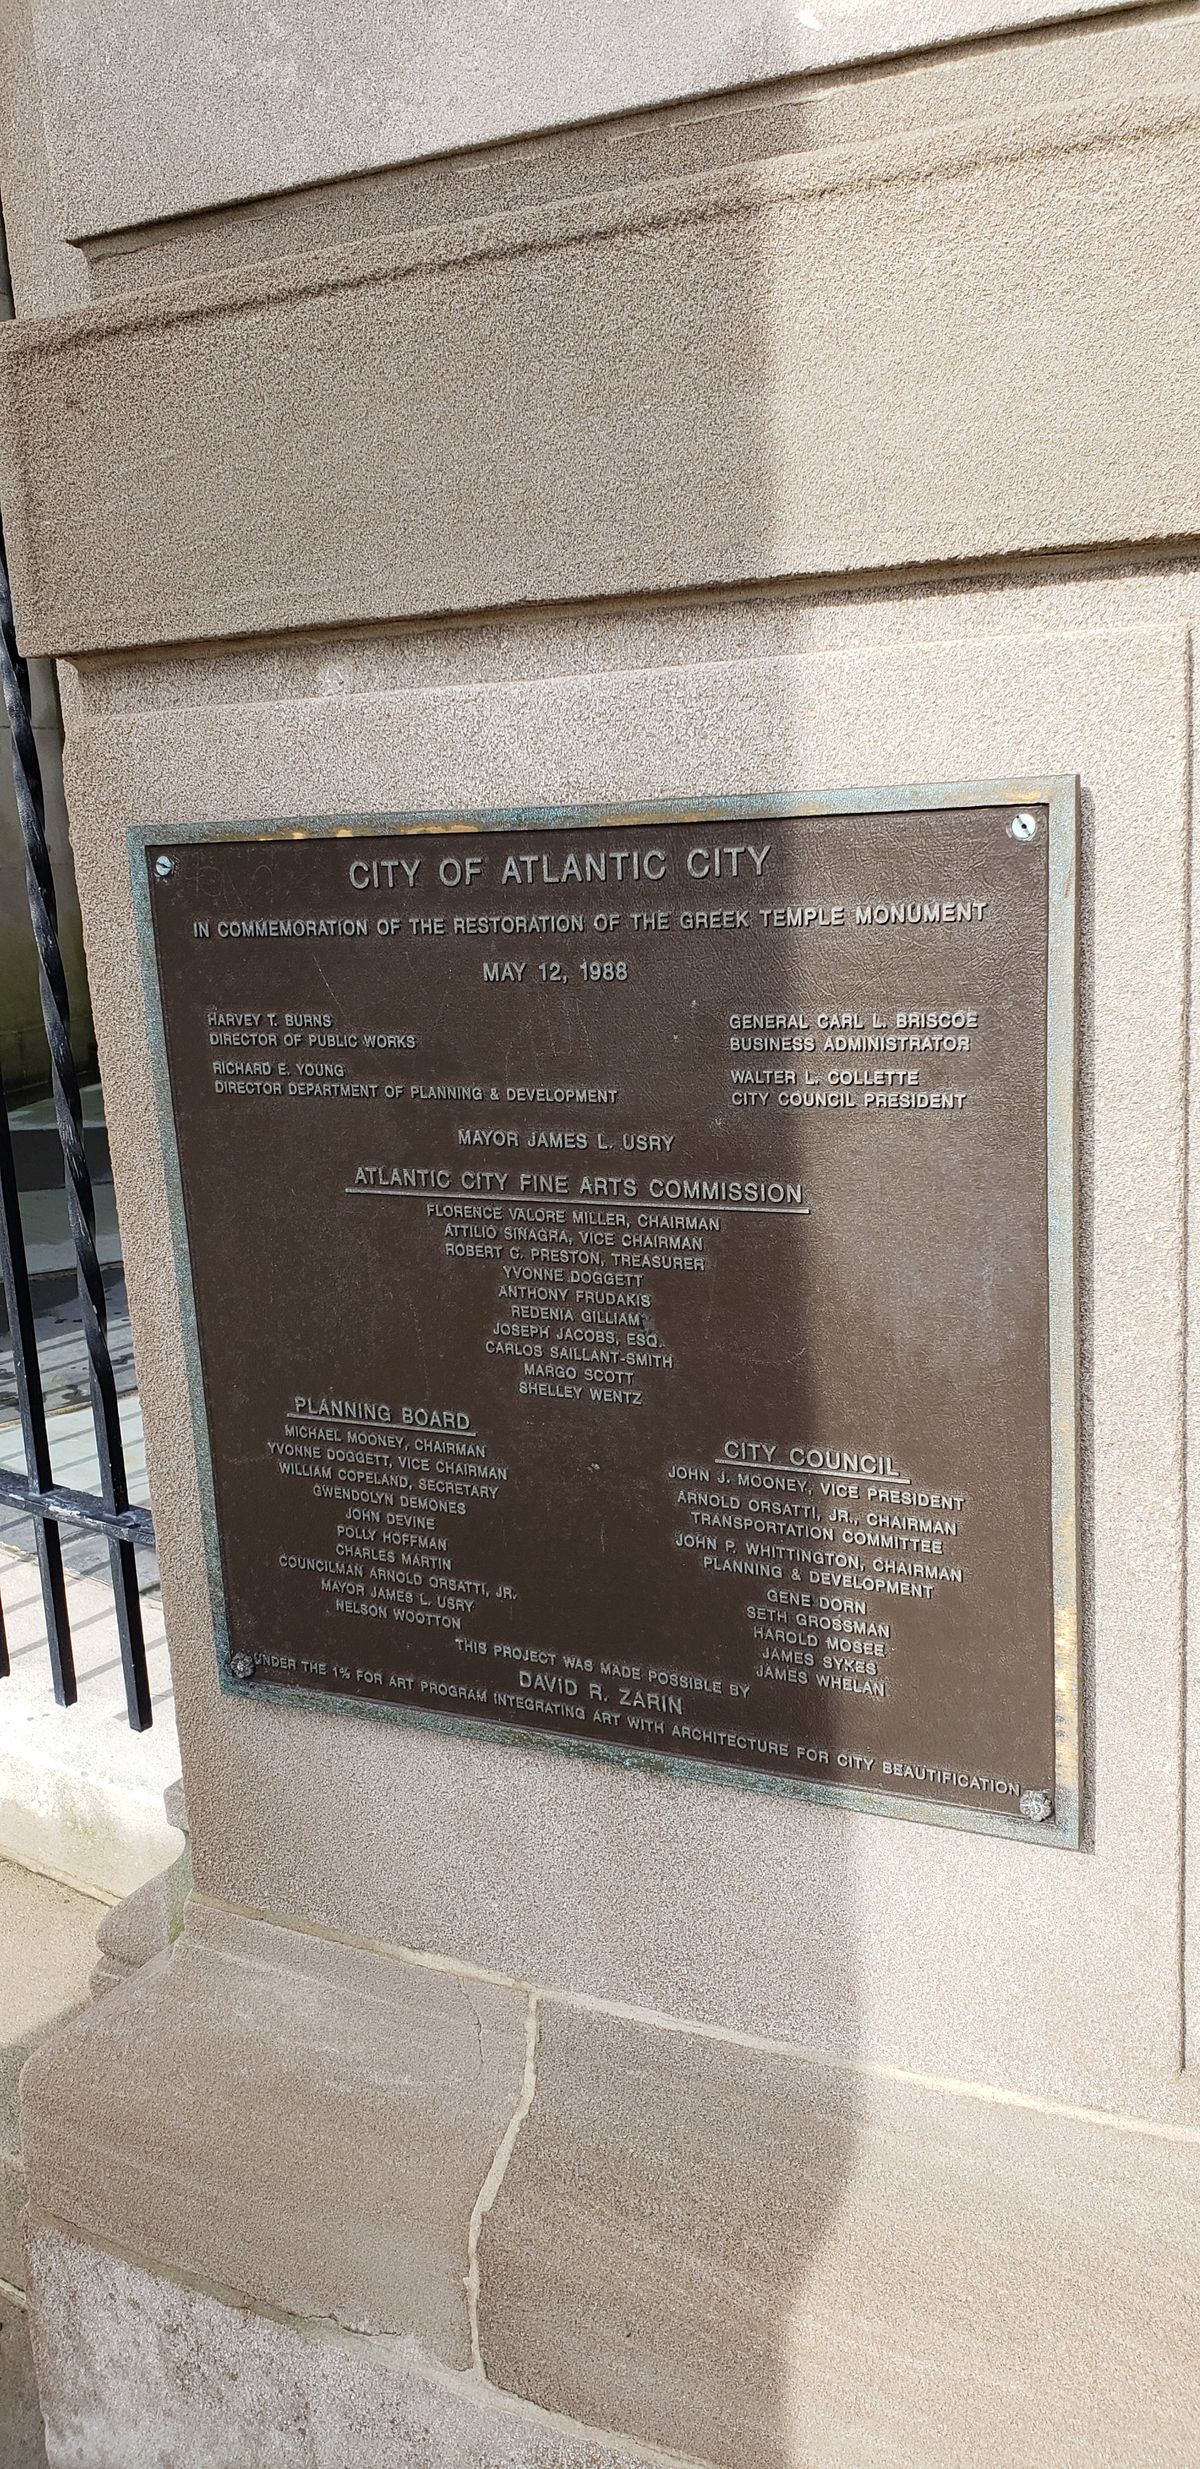 CITY OF ATLANTIC CITY
IN COMMEMORATION OF THE RESTORATION OF THE GREEK TEMPLE MONUMENT
MAY 12, 1988
HARVEY T. BURNS
DIRECTOR OF PUBLIC WORKS
RICHARD E. YOUNG
DIRECTOR DEPARTMENT OF PLANNING & DEVELOPMENT
GENERAL CARL L. BRISCOE
BUSINESS ADMINISTRATOR
WALTER L. COLLETTE
CITY COUNCIL PRESIDENT
MAYOR JAMES L. USRY
ATLANTIC CITY FINE ARTS COMMISSION
FLORENCE VALORE MILLER, CHAIRMAN
ATTILIO SINAGRA, VICE CHAIRMAN
ROBERT C. PRESTON, TREASURER
YVONNE DOGGETT
ANTHONY FRUDAKIS
REDENIA GILLIAM
JOSEPH JACOBS, ESQ.
CARLOS SAILLANT-SMITH
MARGO SCOTT
SHELLEY WENTZ
PLANNING BOARD
MICHAEL MOONEY, CHAIRMAN
YVONNE DOGGETT, VICE CHAIRMAN
WILLIAM COPELAND, SECRETARY
GWENDOLYN DEMONES
JOHN DEVINE
POLLY HOFFMAN
CHARLES MARTIN
COUNCILMAN ARNOLD ORSATTI, JR.
MAYOR JAMES L. USRY
NELSON WOOTTON
CITY COUNCIL
JOHN J. MOONEY, VICE PRESIDENT
ARNOLD ORSATTI, JR., CHAIRMAN
TRANSPORTATION COMMITTEE
JOHN P. WHITTINGTON, CHAIRMAN
PLANNING & DEVELOPMENT
GENE DORN
SETH GROSSMAN
HAROLD MOSEE
JAMES SYKES
JAMES WHELAN
THIS PROJECT WAS MADE POSSIBLE BY
DAVID R. ZARIN
UNDER THE 1% FOR ART PROGRAM INTEGRATING ART WITH ARCHITECTURE FOR CITY BEAUTIFICATION